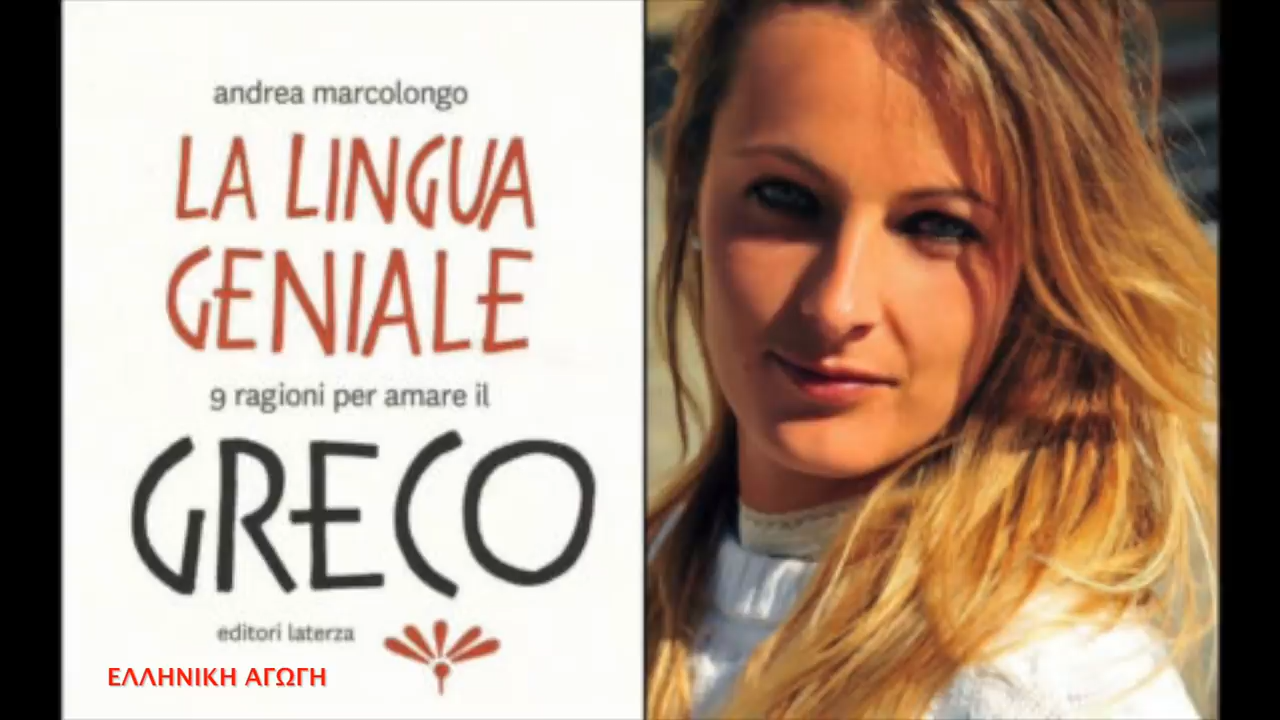 andrea marcolongo
LA LINGUA
GENIALE
9 ragioni per amare il
GRECO
editori laterza
ΕΛΛΗΝΙΚΗ ΑΓΩΓΗ